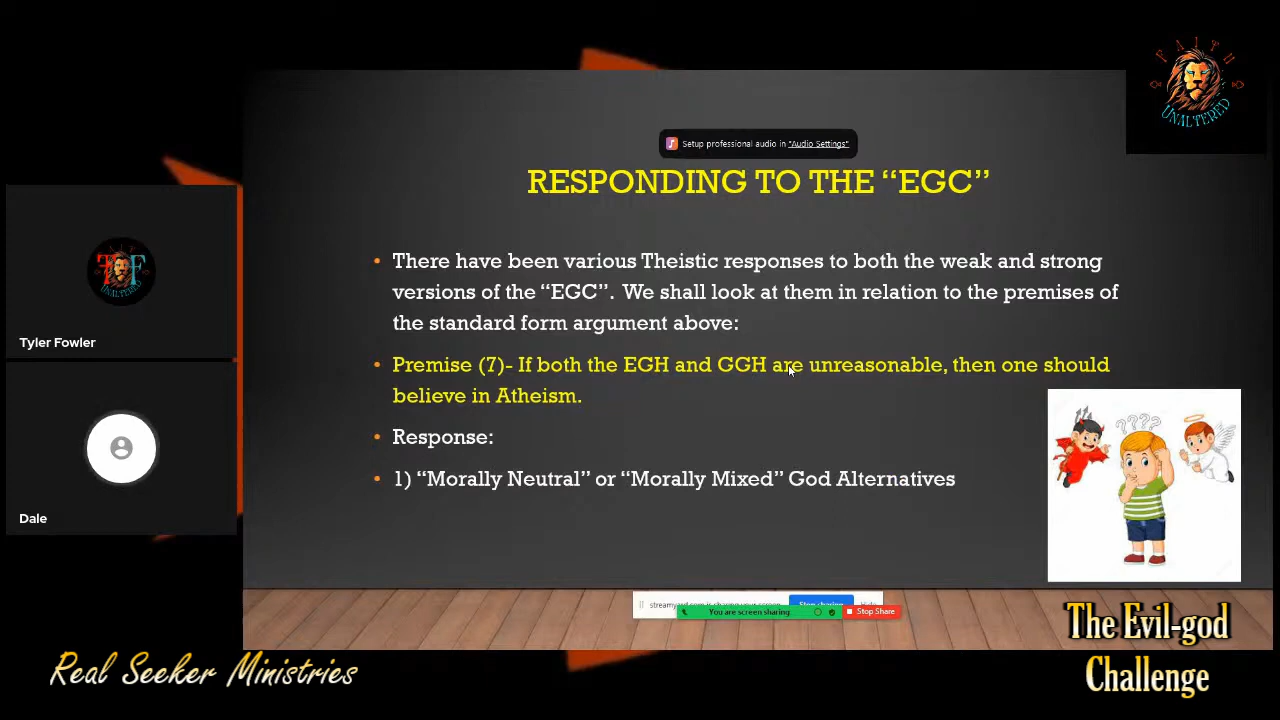 FAITH
UNALTERED
Setup professional audio in "Audio Settings"
RESPONDING TO THE “EGC”
• There have been various Theistic responses to both the weak and strong
versions of the “EGC”. We shall look at them in relation to the premises of
the standard form argument above:
• Premise (7)- If both the EGH and GGH are unreasonable, then one should
believe in Atheism.
• Response:
• 1) “Morally Neutral” or “Morally Mixed” God Alternatives
Tyler Fowler
Dale
????
You are screen sharing
Stop Share
The Evil-god
Challenge
Real Seeker Ministries